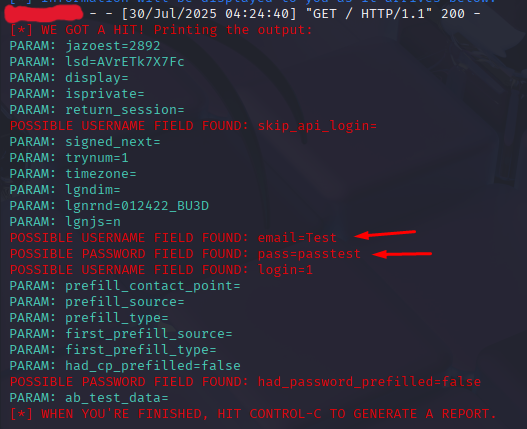 - - [30/Jul/2025 04:24:40] "GET / HTTP/1.1" 200 -
[*] WE GOT A HIT! Printing the output:
PARAM: jazoest=2892
PARAM: lsd=AVrETk7X7Fc
PARAM: display=
PARAM: isprivate=
PARAM: return_session=
POSSIBLE USERNAME FIELD FOUND: skip_api_login=
PARAM: signed_next=
PARAM: trynum=1
PARAM: timezone=
PARAM: lgndim=
PARAM: lgnrnd=012422_BU3D
PARAM: lgnjs=n
POSSIBLE USERNAME FIELD FOUND: email=Test
POSSIBLE PASSWORD FIELD FOUND: pass=passtest
POSSIBLE USERNAME FIELD FOUND: login=1
PARAM: prefill_contact_point=
PARAM: prefill_source=
PARAM: prefill_type=
PARAM: first_prefill_source=
PARAM: first_prefill_type=
PARAM: had_cp_prefilled=false
POSSIBLE PASSWORD FIELD FOUND: had_password_prefilled=false
PARAM: ab_test_data=
[*] WHEN YOU'RE FINISHED, HIT CONTROL-C TO GENERATE A REPORT.